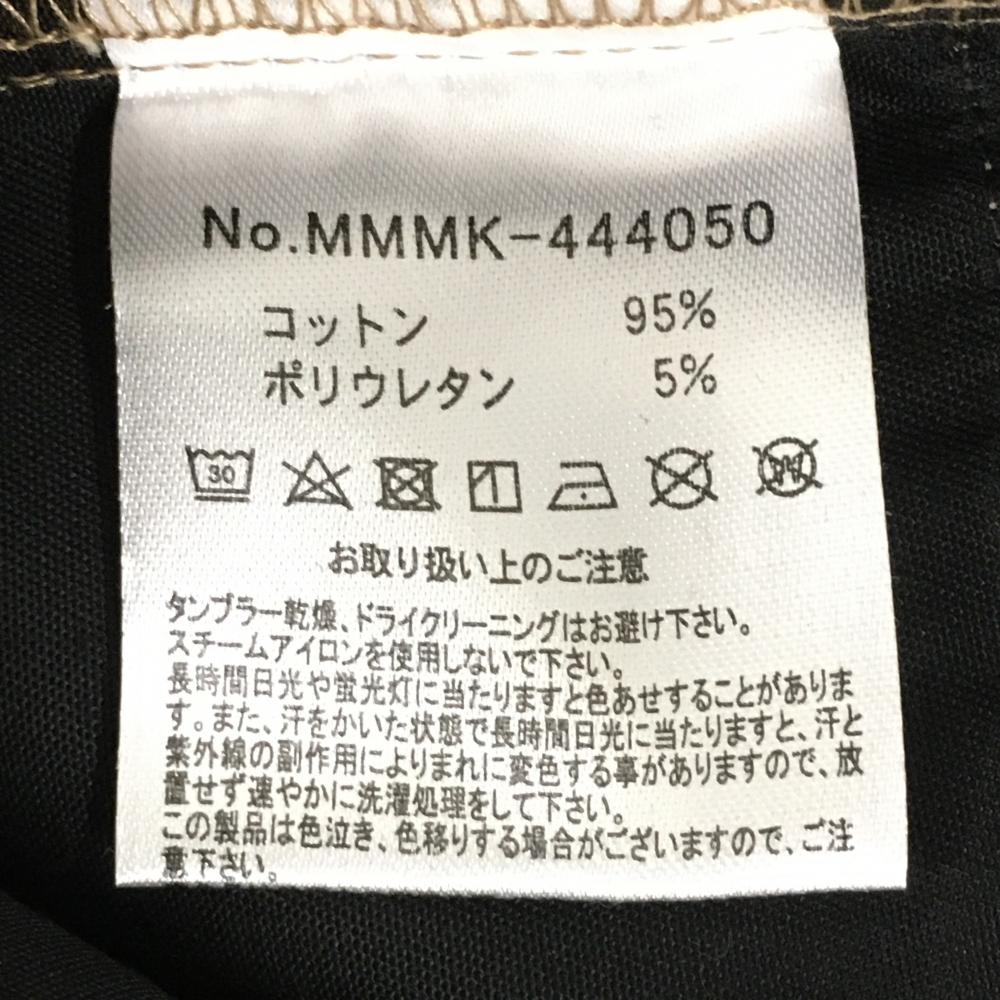 No.MMMK-444050
コットン 95%
ポリウレタン 5%
30
お取り扱い上のご注意
タンブラー乾燥、ドライクリーニングはお避け下さい。
スチームアイロンを使用しないで下さい。
長時間日光や蛍光灯に当たりますと色あせすることがありま
す。また、汗をかいた状態で長時間日光に当たりますと、汗と
紫外線の副作用によりまれに変色する事がありますので、放
置せず速やかに洗濯処理をして下さい。
この製品は色泣き、色移りする場合がございますので、ご注
意下さい。